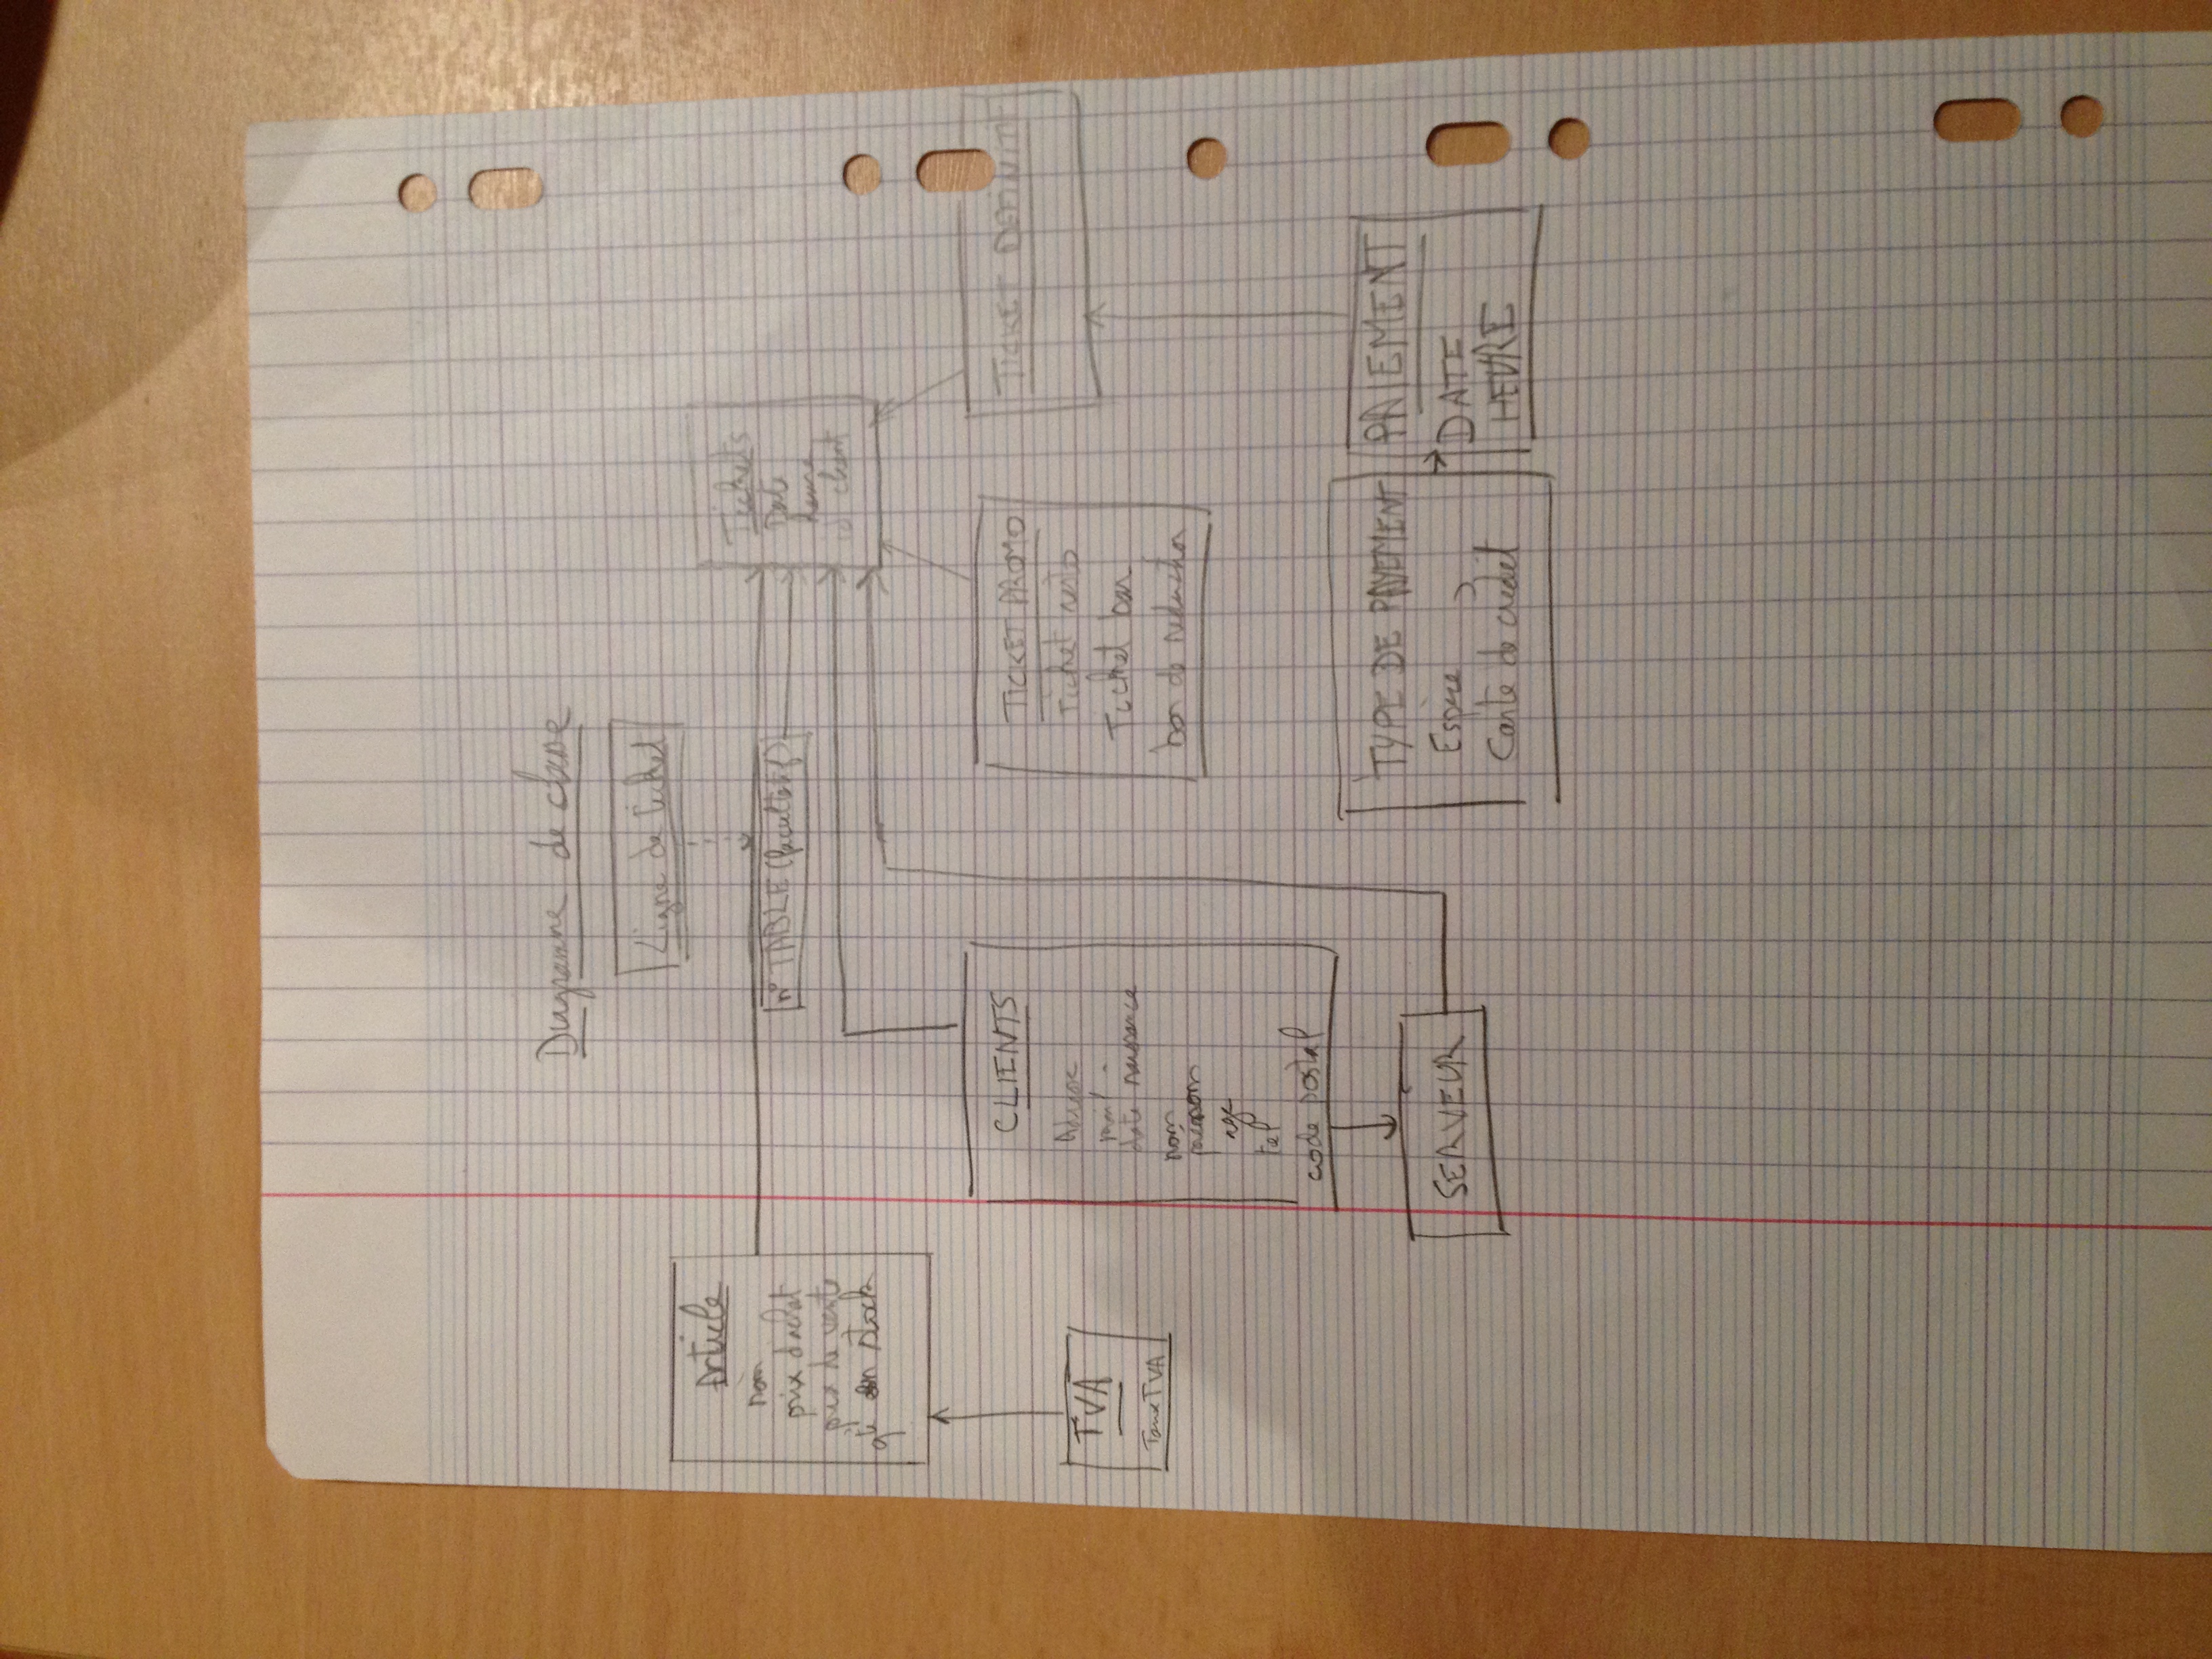 Diagramme de classe
Ligne de ticket
Article
nom
prix d'achat
prix de vente
qté en stock
n° TABLE (facultatif)
Tickets
Date
heure
id client
CLIENTS
Adresse
mail
date naissance
nom
prénom
age
tel
code postal
TICKET PROMO
Ticket resto
Ticket bar
bon de reduction
TICKET DEFINITIF
TVA
Taux TVA
SERVEUR
TYPE DE PAYEMENT
Espèce
Carte de credit
PAIEMENT
DATE
HEURE